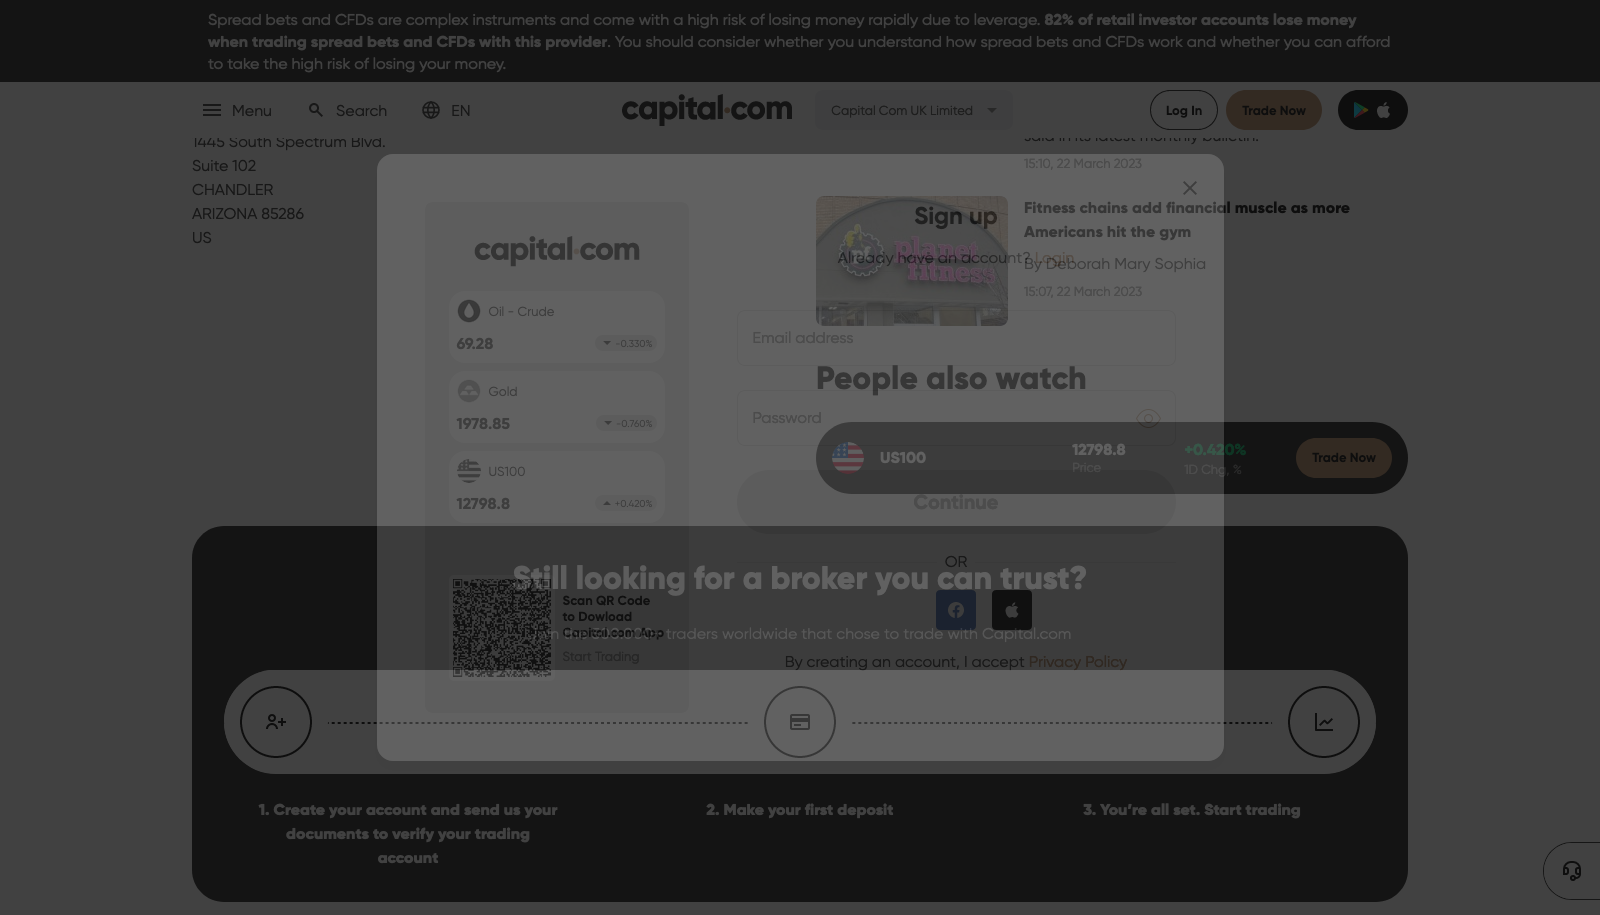 Spread bets and CFDs are complex instruments and come with a high risk of losing money rapidly due to leverage. 82% of retail investor accounts lose money
when trading spread bets and CFDs with this provider. You should consider whether you understand how spread bets and CFDs work and whether you can afford
to take the high risk of losing your money.
Menu
Search
EN
capital.com
Capital Com UK Limited
Log In
Trade Now
1445 South Spectrum Blvd.
Suite 102
CHANDLER
ARIZONA 85286
US
said in its latest monthly bulletin.
15:10, 22 March 2023
planet
fitness
Fitness chains add financial muscle as more
Americans hit the gym
By Deborah Mary Sophia
15:07, 22 March 2023
capital.com
Oil - Crude
69.28
-0.330%
Gold
1978.85
-0.760%
US100
12798.8
+0.420%
Scan QR Code
to Dowload
Capital.com App
Start Trading
Sign up
Already have an account? Login
Email address
Password
Continue
OR
By creating an account, I accept Privacy Policy
People also watch
US100
12798.8
Price
+0.420%
1D Chg, %
Trade Now
Still looking for a broker you can trust?
traders worldwide that chose to trade with Capital.com
1. Create your account and send us your
documents to verify your trading
account
2. Make your first deposit
3. You're all set. Start trading